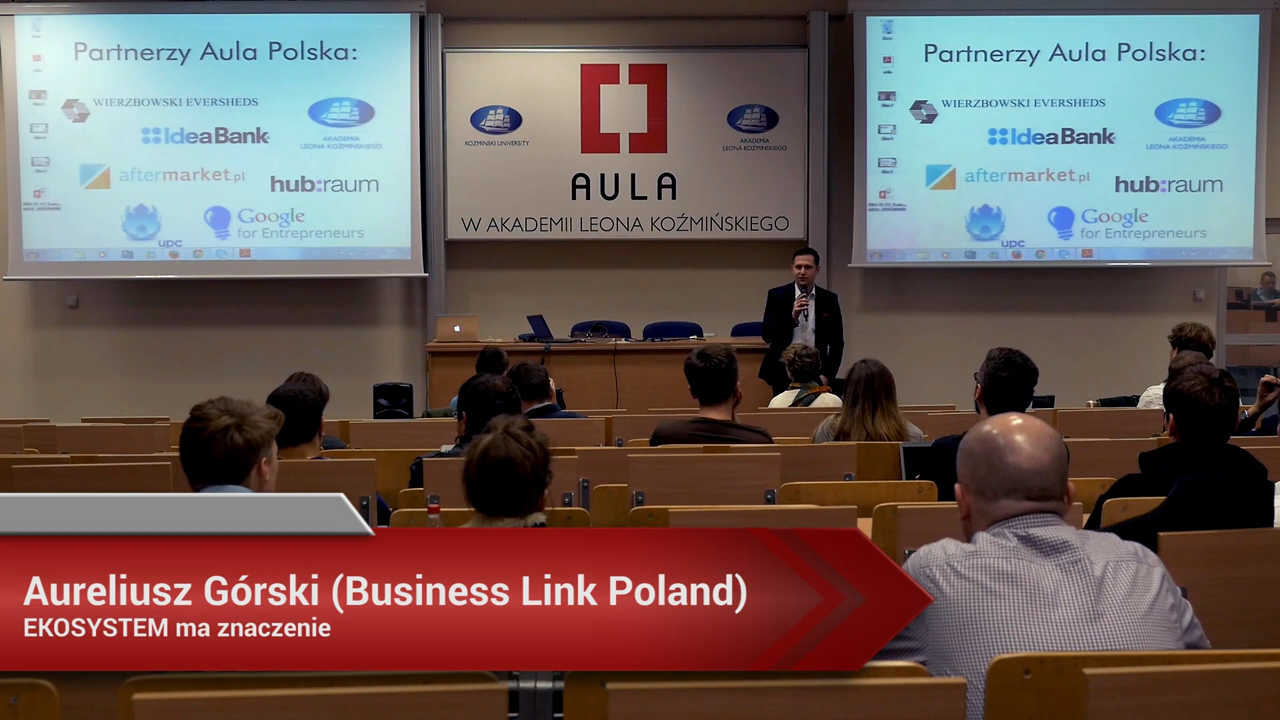 Partnerzy Aula Polska:
WIERZBOWSKI EVERSHEDS
IdeaBank
AKADEMIA
LEONA KOŹMIŃSKIEGO
aftermarket.pl
hub:raum
upc
Google
for Entrepreneurs
KOZMINSKI UNIVERSITY
AKADEMIA
LEONA KOŹMIŃSKIEGO
AULA
W AKADEMII LEONA KOŹMIŃSKIEGO
Partnerzy Aula Polska:
WIERZBOWSKI EVERSHEDS
IdeaBank
AKADEMIA
LEONA KOŹMIŃSKIEGO
aftermarket.pl
hub:raum
upc
Google
for Entrepreneurs
Aureliusz Górski (Business Link Poland)
EKOSYSTEM ma znaczenie